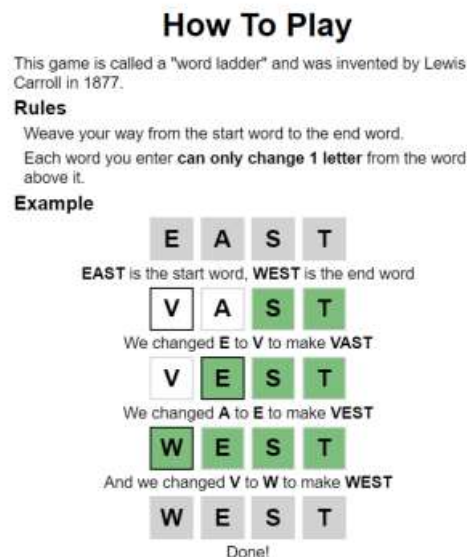 How To Play
This game is called a "word ladder" and was invented by Lewis
Carroll in 1877.
Rules
Weave your way from the start word to the end word.
Each word you enter can only change 1 letter from the word
above it.
Example
E A S T
EAST is the start word, WEST is the end word
V A S T
We changed E to V to make VAST
V E S T
We changed A to E to make VEST
W E S T
And we changed V to W to make WEST
W E S T
Done!